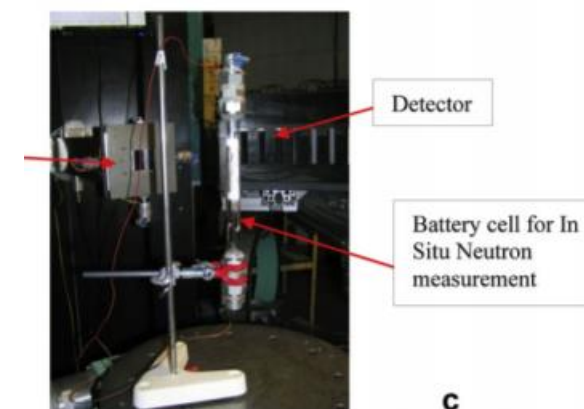 Detector
Battery cell for In
Situ Neutron
measurement
c